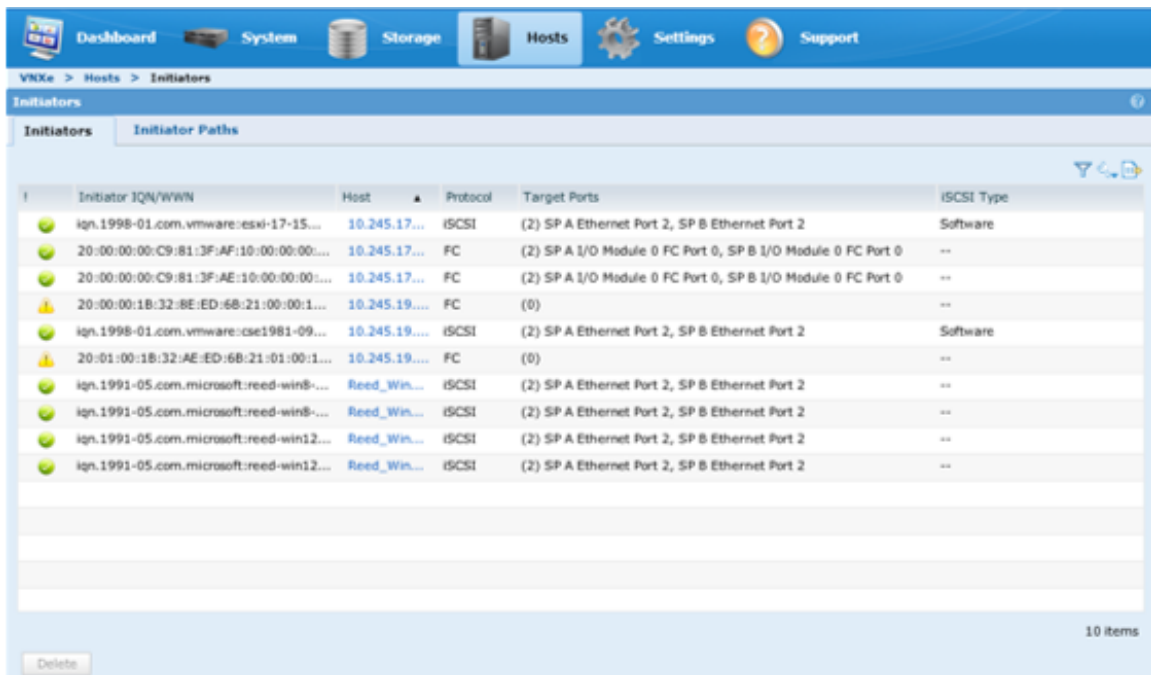 Dashboard System Storage Hosts Settings Support
VNXe > Hosts > Initiators
Initiators
Initiators Initiator Paths
! Initiator IQN/WWN Host Protocol Target Ports iSCSI Type
iqn.1998-01.com.vmware:esxi-17-15... 10.245.17... iSCSI (2) SP A Ethernet Port 2, SP B Ethernet Port 2 Software
20:00:00:00:C9:81:3F:AF:10:00:00:00:... 10.245.17... FC (2) SP A I/O Module 0 FC Port 0, SP B I/O Module 0 FC Port 0 --
20:00:00:00:C9:81:3F:AE:10:00:00:00:... 10.245.17... FC (2) SP A I/O Module 0 FC Port 0, SP B I/O Module 0 FC Port 0 --
20:00:00:1B:32:8E:ED:6B:21:00:00:1... 10.245.19.... FC (0) --
iqn.1998-01.com.vmware:cse1981-09... 10.245.19.... iSCSI (2) SP A Ethernet Port 2, SP B Ethernet Port 2 Software
20:01:00:1B:32:AE:ED:6B:21:01:00:1... 10.245.19.... FC (0) --
iqn.1991-05.com.microsoft:reed-win8-... Reed_Win... iSCSI (2) SP A Ethernet Port 2, SP B Ethernet Port 2 --
iqn.1991-05.com.microsoft:reed-win8-... Reed_Win... iSCSI (2) SP A Ethernet Port 2, SP B Ethernet Port 2 --
iqn.1991-05.com.microsoft:reed-win12... Reed_Win... iSCSI (2) SP A Ethernet Port 2, SP B Ethernet Port 2 --
iqn.1991-05.com.microsoft:reed-win12... Reed_Win... iSCSI (2) SP A Ethernet Port 2, SP B Ethernet Port 2 --
10 items
Delete